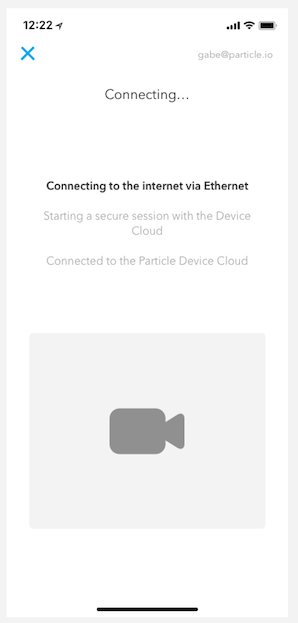 12:22
gabe@particle.io
Connecting...
Connecting to the internet via Ethernet
Starting a secure session with the Device
Cloud
Connected to the Particle Device Cloud